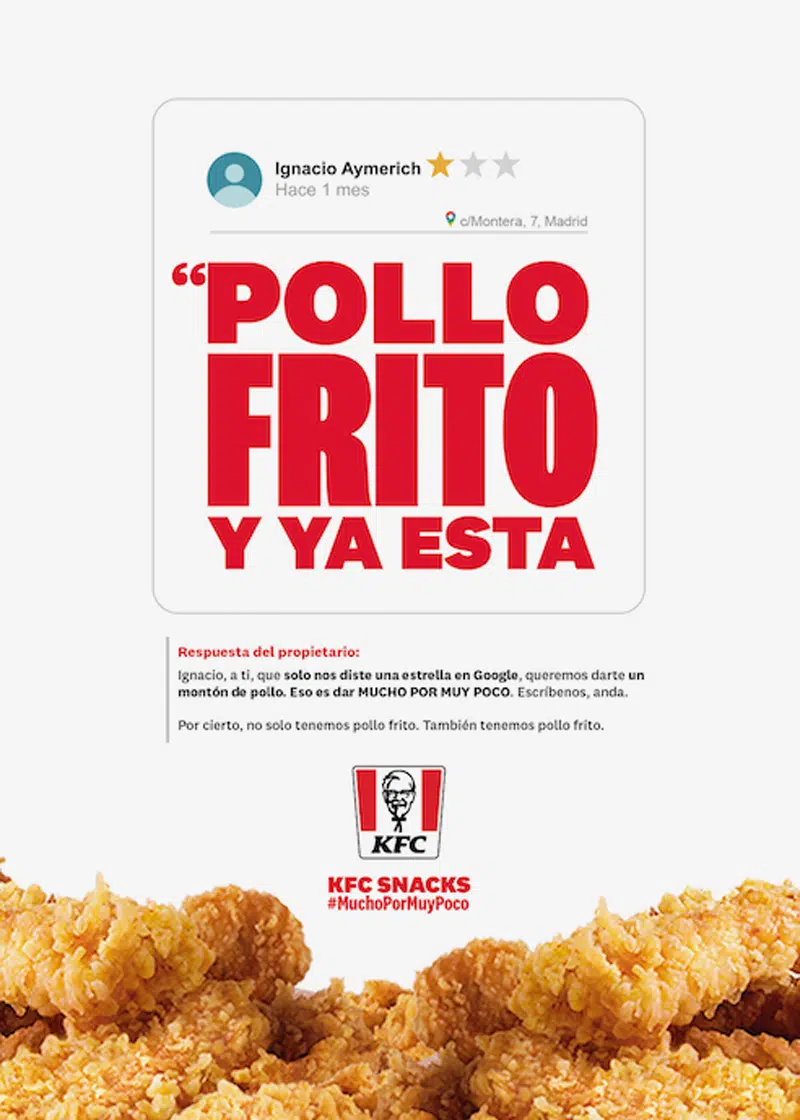 Ignacio Aymerich
Hace 1 mes
c/Montera, 7, Madrid
“POLLO
FRITO
Y YA ESTA
Respuesta del propietario:
Ignacio, a ti, que solo nos diste una estrella en Google, queremos darte un
montón de pollo. Eso es dar MUCHO POR MUY POCO. Escríbenos, anda.
Por cierto, no solo tenemos pollo frito. También tenemos pollo frito.
KFC
KFC SNACKS
#MuchoPorMuyPoco